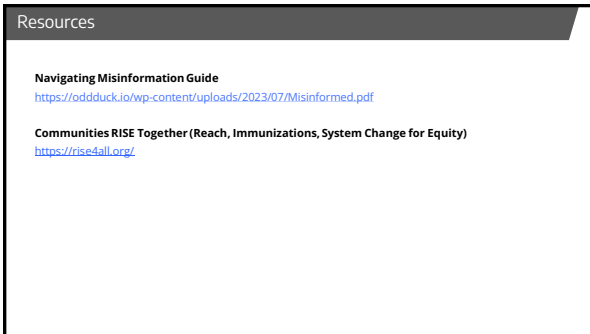 Resources
Navigating Misinformation Guide
https://oddduck.io/wp-content/uploads/2023/07/Misinformed.pdf
Communities RISE Together (Reach, Immunizations, System Change for Equity)
https://rise4all.org/